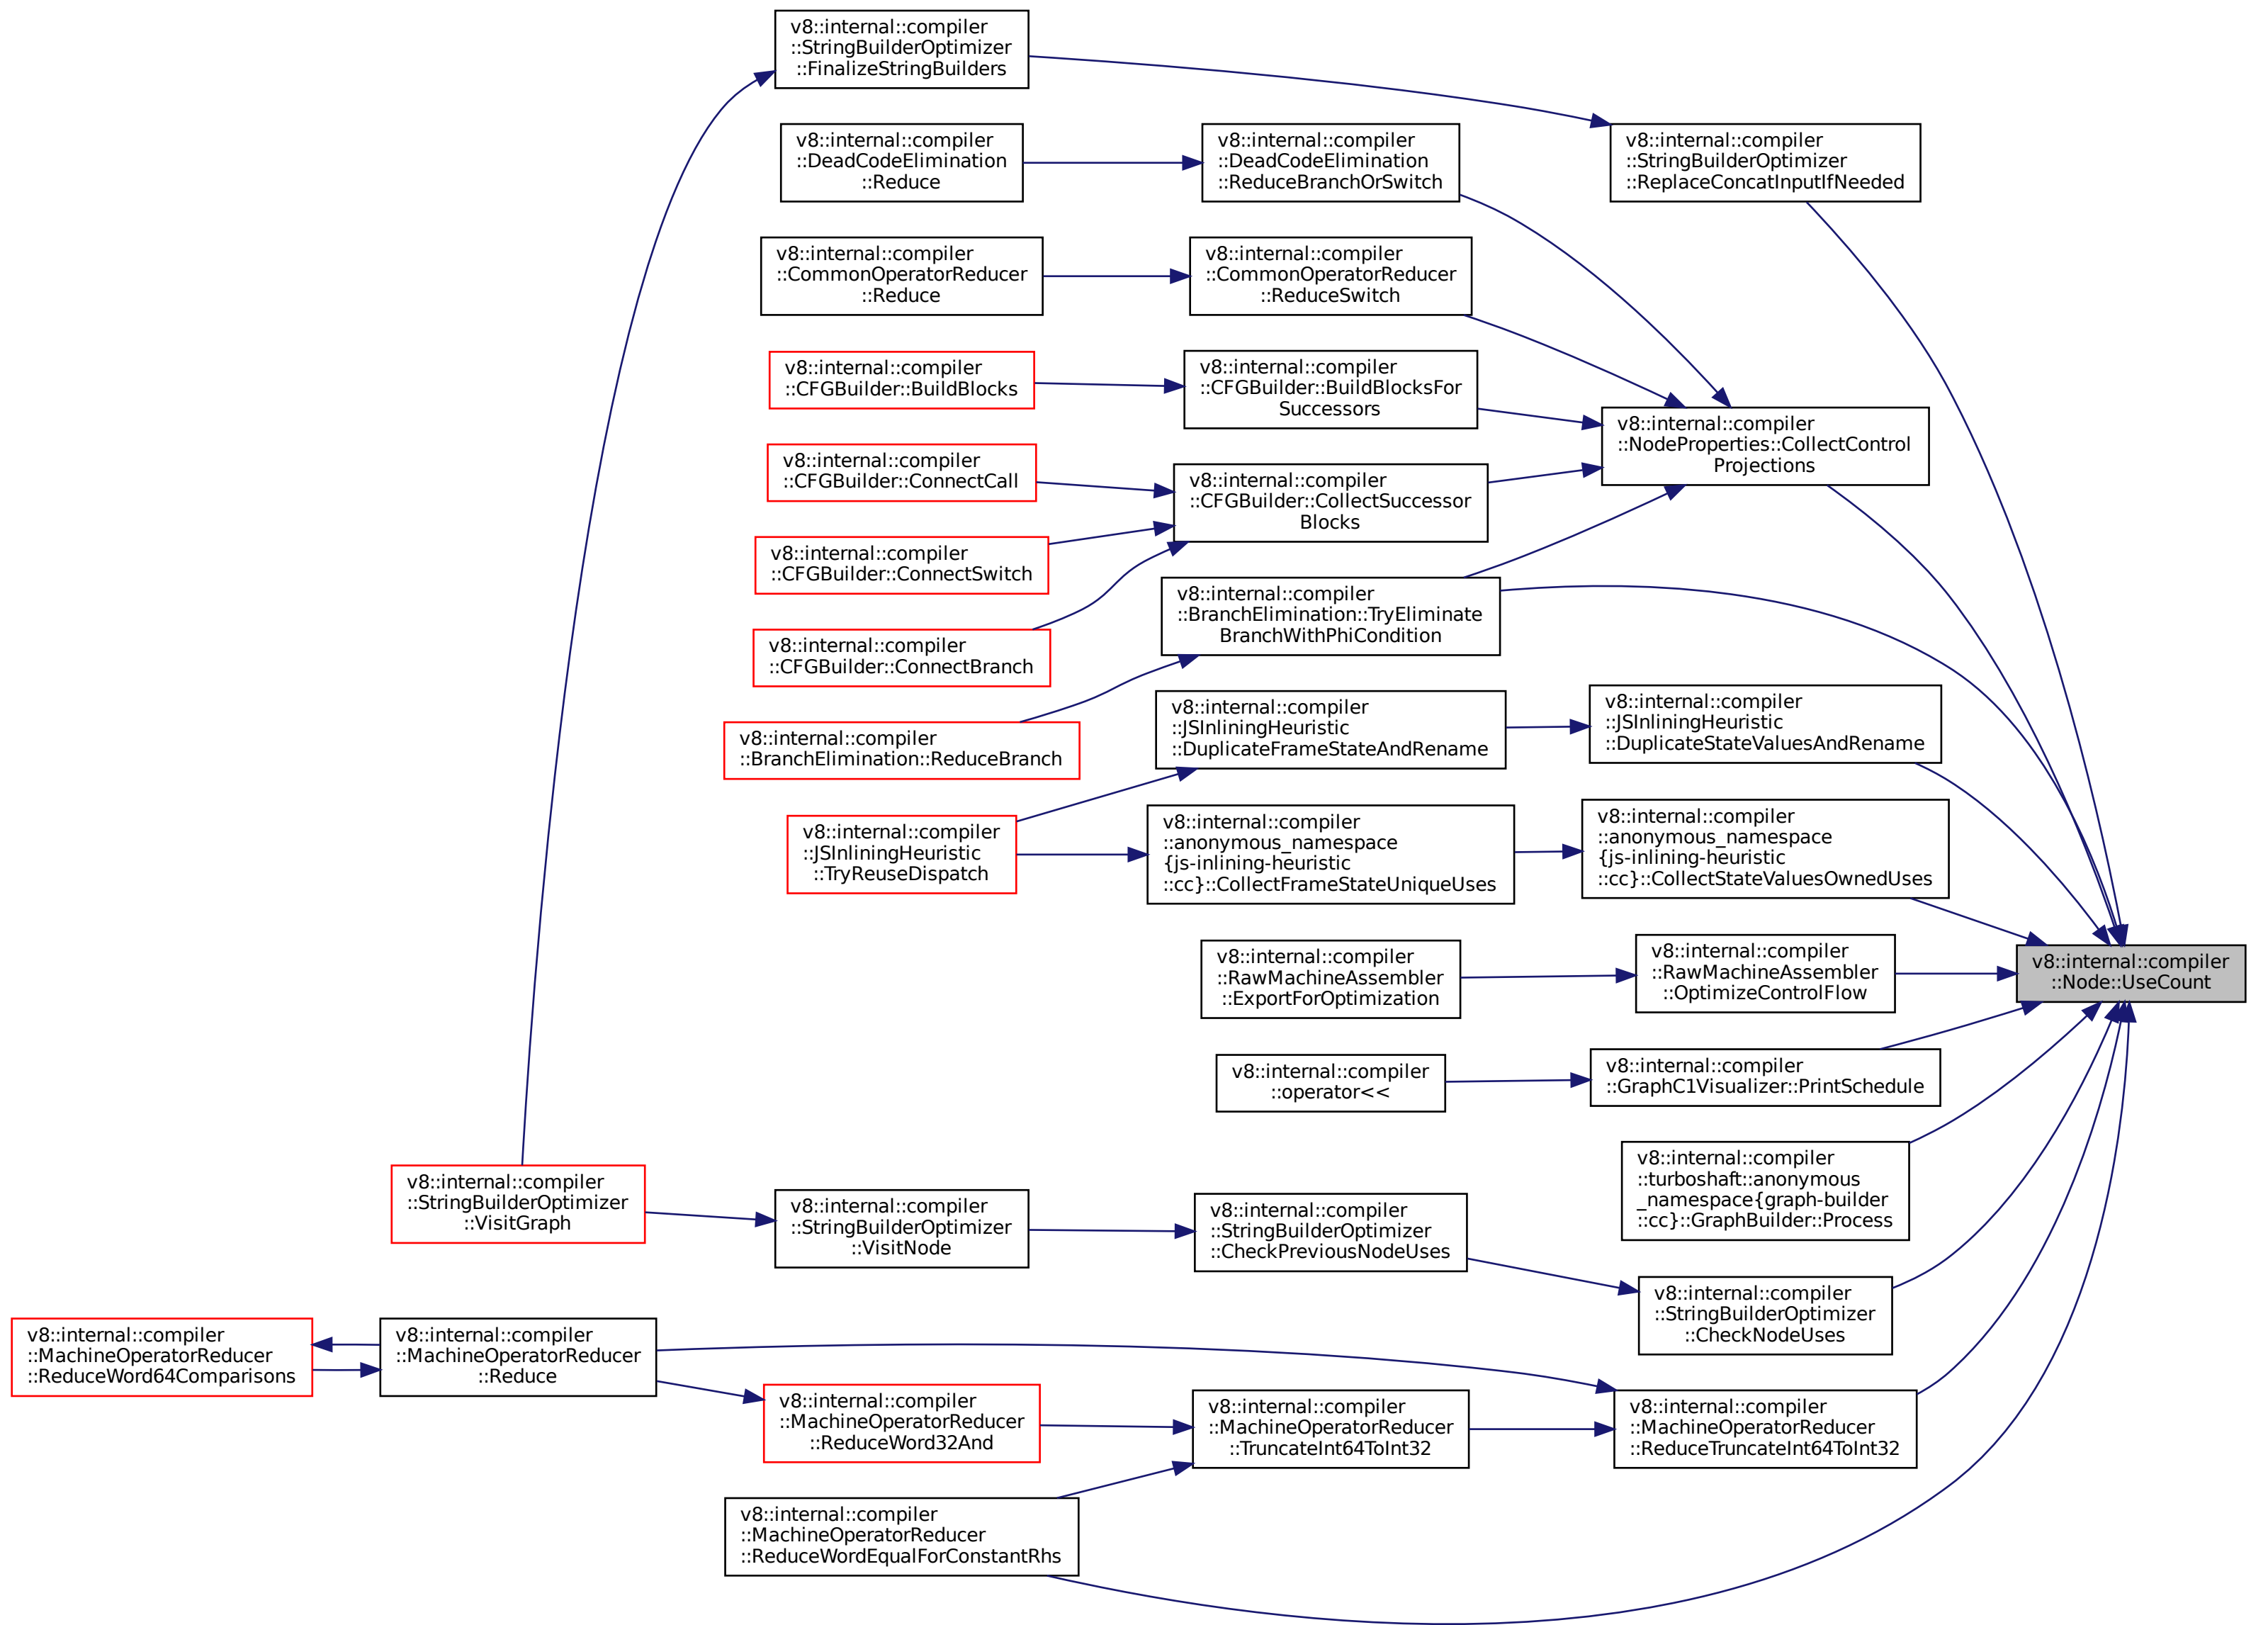 v8::internal::compiler
::StringBuilderOptimizer
::FinalizeStringBuilders
v8::internal::compiler
::DeadCodeElimination
::Reduce
v8::internal::compiler
::DeadCodeElimination
::ReduceBranchOrSwitch
v8::internal::compiler
::StringBuilderOptimizer
::ReplaceConcatInputIfNeeded
v8::internal::compiler
::CommonOperatorReducer
::Reduce
v8::internal::compiler
::CommonOperatorReducer
::ReduceSwitch
v8::internal::compiler
::CFGBuilder::BuildBlocks
v8::internal::compiler
::CFGBuilder::BuildBlocksFor
Successors
v8::internal::compiler
::NodeProperties::CollectControl
Projections
v8::internal::compiler
::CFGBuilder::ConnectCall
v8::internal::compiler
::CFGBuilder::CollectSuccessor
Blocks
v8::internal::compiler
::CFGBuilder::ConnectSwitch
v8::internal::compiler
::BranchElimination::TryEliminate
BranchWithPhiCondition
v8::internal::compiler
::CFGBuilder::ConnectBranch
v8::internal::compiler
::BranchElimination::ReduceBranch
v8::internal::compiler
::JSInliningHeuristic
::DuplicateFrameStateAndRename
v8::internal::compiler
::JSInliningHeuristic
::DuplicateStateValuesAndRename
v8::internal::compiler
::JSInliningHeuristic
::TryReuseDispatch
v8::internal::compiler
::anonymous_namespace
{js-inlining-heuristic
::cc}::CollectFrameStateUniqueUses
v8::internal::compiler
::anonymous_namespace
{js-inlining-heuristic
::cc}::CollectStateValuesOwnedUses
v8::internal::compiler
::RawMachineAssembler
::ExportForOptimization
v8::internal::compiler
::RawMachineAssembler
::OptimizeControlFlow
v8::internal::compiler
::Node::UseCount
v8::internal::compiler
::operator<<
v8::internal::compiler
::GraphC1Visualizer::PrintSchedule
v8::internal::compiler
::turboshaft::anonymous
_namespace{graph-builder
::cc}::GraphBuilder::Process
v8::internal::compiler
::StringBuilderOptimizer
::VisitGraph
v8::internal::compiler
::StringBuilderOptimizer
::VisitNode
v8::internal::compiler
::StringBuilderOptimizer
::CheckPreviousNodeUses
v8::internal::compiler
::StringBuilderOptimizer
::CheckNodeUses
v8::internal::compiler
::MachineOperatorReducer
::ReduceWord64Comparisons
v8::internal::compiler
::MachineOperatorReducer
::Reduce
v8::internal::compiler
::MachineOperatorReducer
::ReduceWord32And
v8::internal::compiler
::MachineOperatorReducer
::TruncateInt64ToInt32
v8::internal::compiler
::MachineOperatorReducer
::ReduceTruncateInt64ToInt32
v8::internal::compiler
::MachineOperatorReducer
::ReduceWordEqualForConstantRhs